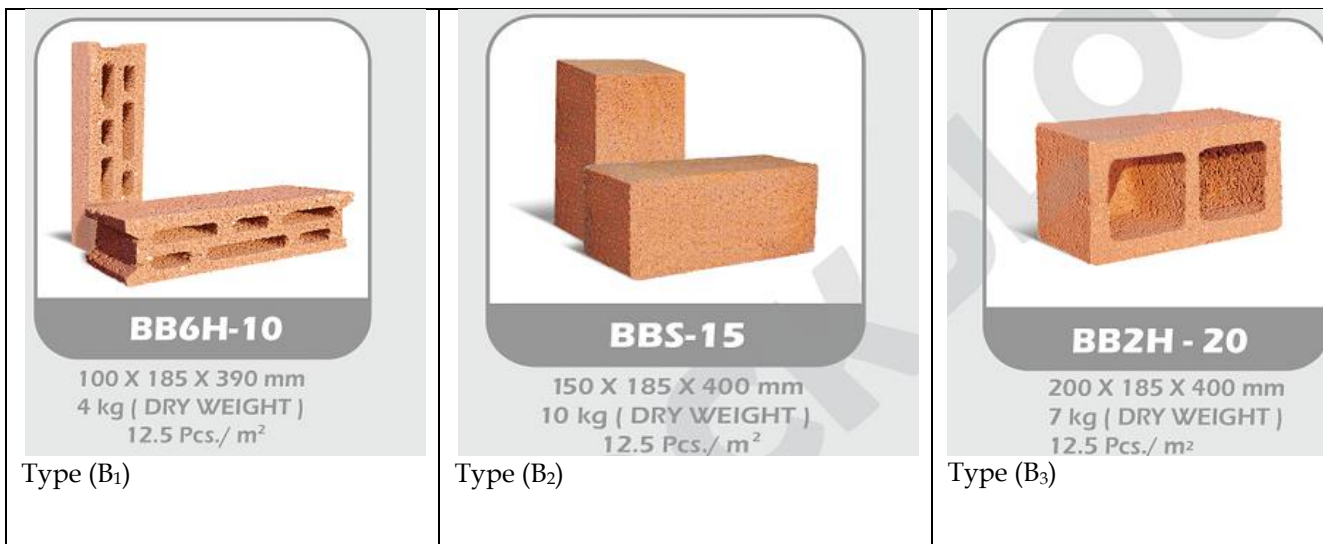 BB6H-10
100 X 185 X 390 mm
4 kg ( DRY WEIGHT )
12.5 Pcs./ m²
Type (B₁)
BBS-15
150 X 185 X 400 mm
10 kg ( DRY WEIGHT )
12.5 Pcs./ m²
Type (B₂)
BB2H - 20
200 X 185 X 400 mm
7 kg ( DRY WEIGHT )
12.5 Pcs./ m²
Type (B₃)